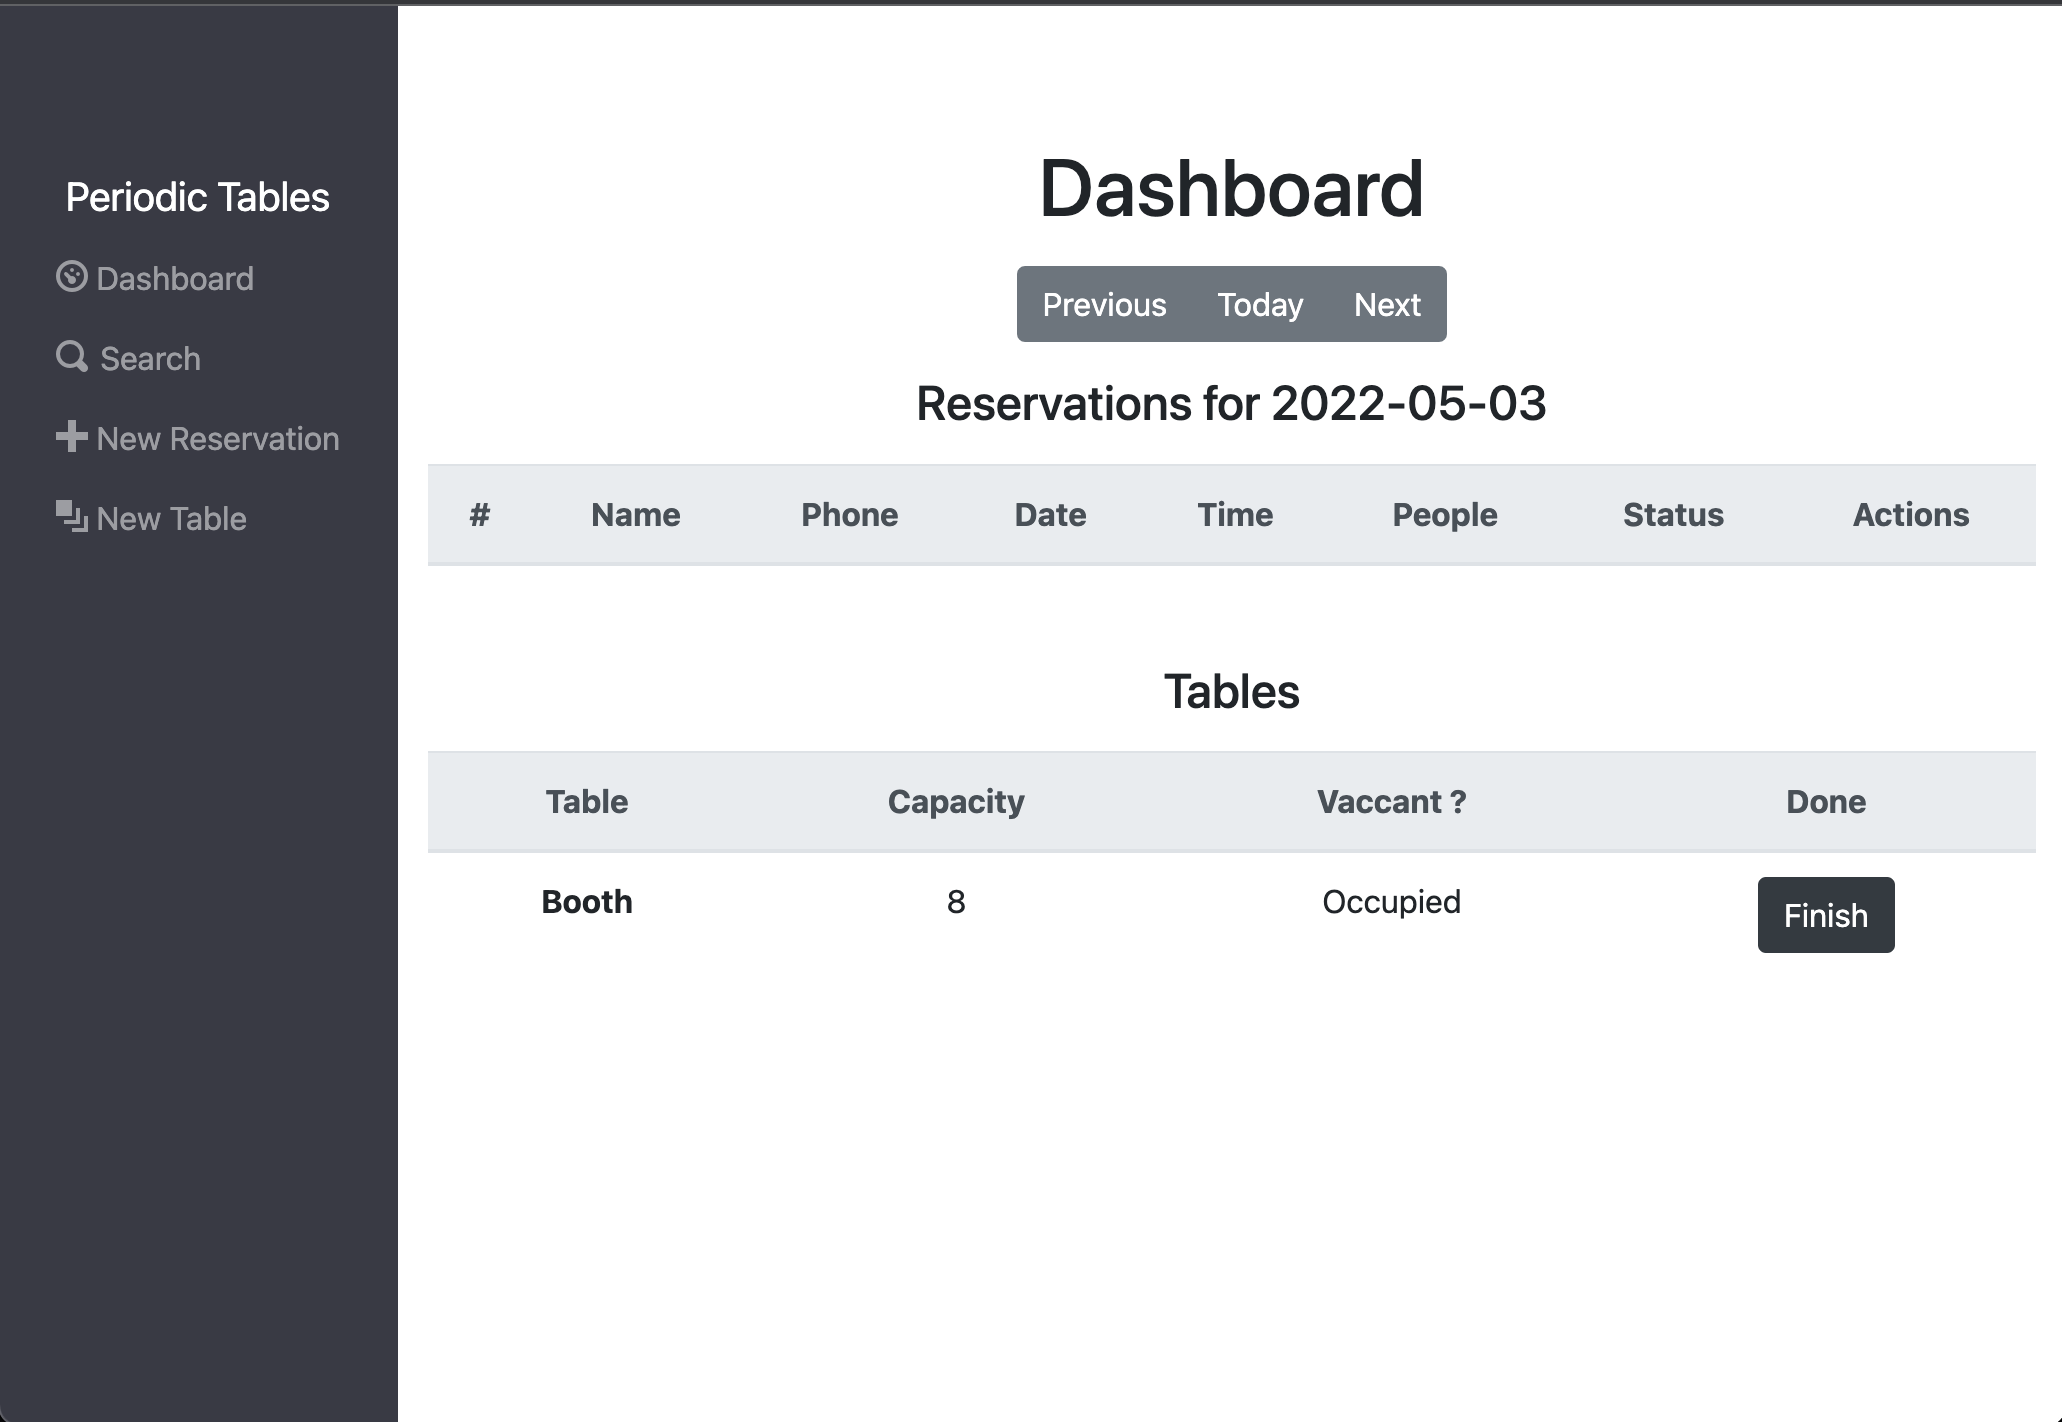 Periodic Tables
Dashboard
Search
New Reservation
New Table
Dashboard
Previous Today Next
Reservations for 2022-05-03
# Name Phone Date Time People Status Actions
Tables
Table Capacity Vaccant ? Done
Booth 8 Occupied Finish